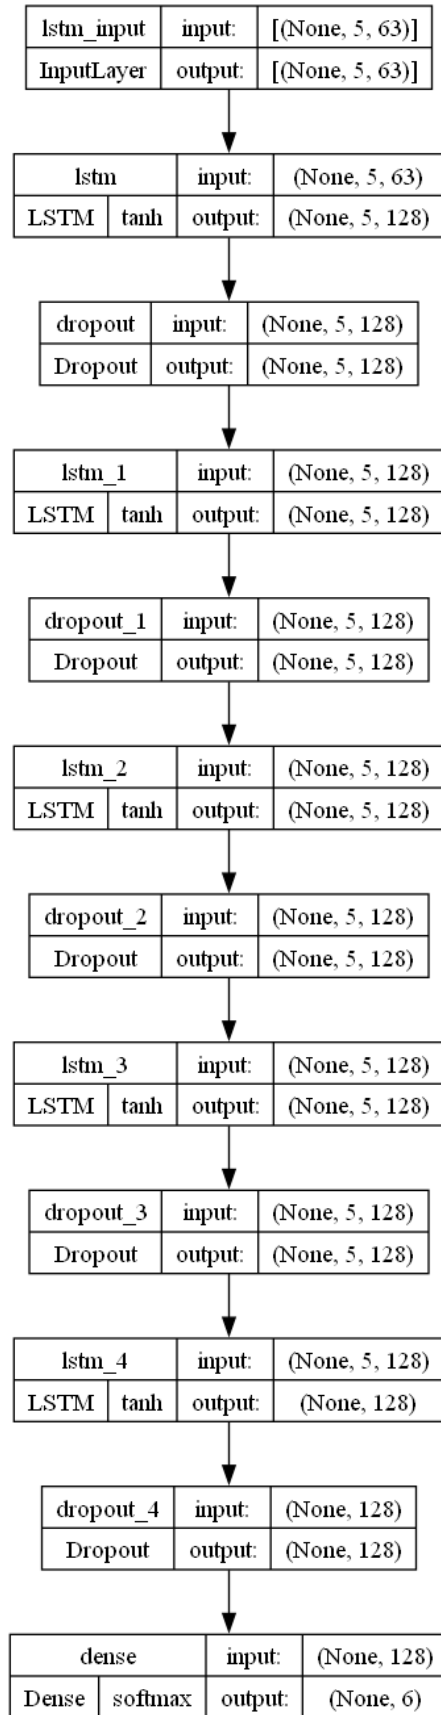 lstm_input input: [(None, 5, 63)]
InputLayer output: [(None, 5, 63)]
lstm input: (None, 5, 63)
LSTM tanh output: (None, 5, 128)
dropout input: (None, 5, 128)
Dropout output: (None, 5, 128)
lstm_1 input: (None, 5, 128)
LSTM tanh output: (None, 5, 128)
dropout_1 input: (None, 5, 128)
Dropout output: (None, 5, 128)
lstm_2 input: (None, 5, 128)
LSTM tanh output: (None, 5, 128)
dropout_2 input: (None, 5, 128)
Dropout output: (None, 5, 128)
lstm_3 input: (None, 5, 128)
LSTM tanh output: (None, 5, 128)
dropout_3 input: (None, 5, 128)
Dropout output: (None, 5, 128)
lstm_4 input: (None, 5, 128)
LSTM tanh output: (None, 128)
dropout_4 input: (None, 128)
Dropout output: (None, 128)
dense input: (None, 128)
Dense softmax output: (None, 6)